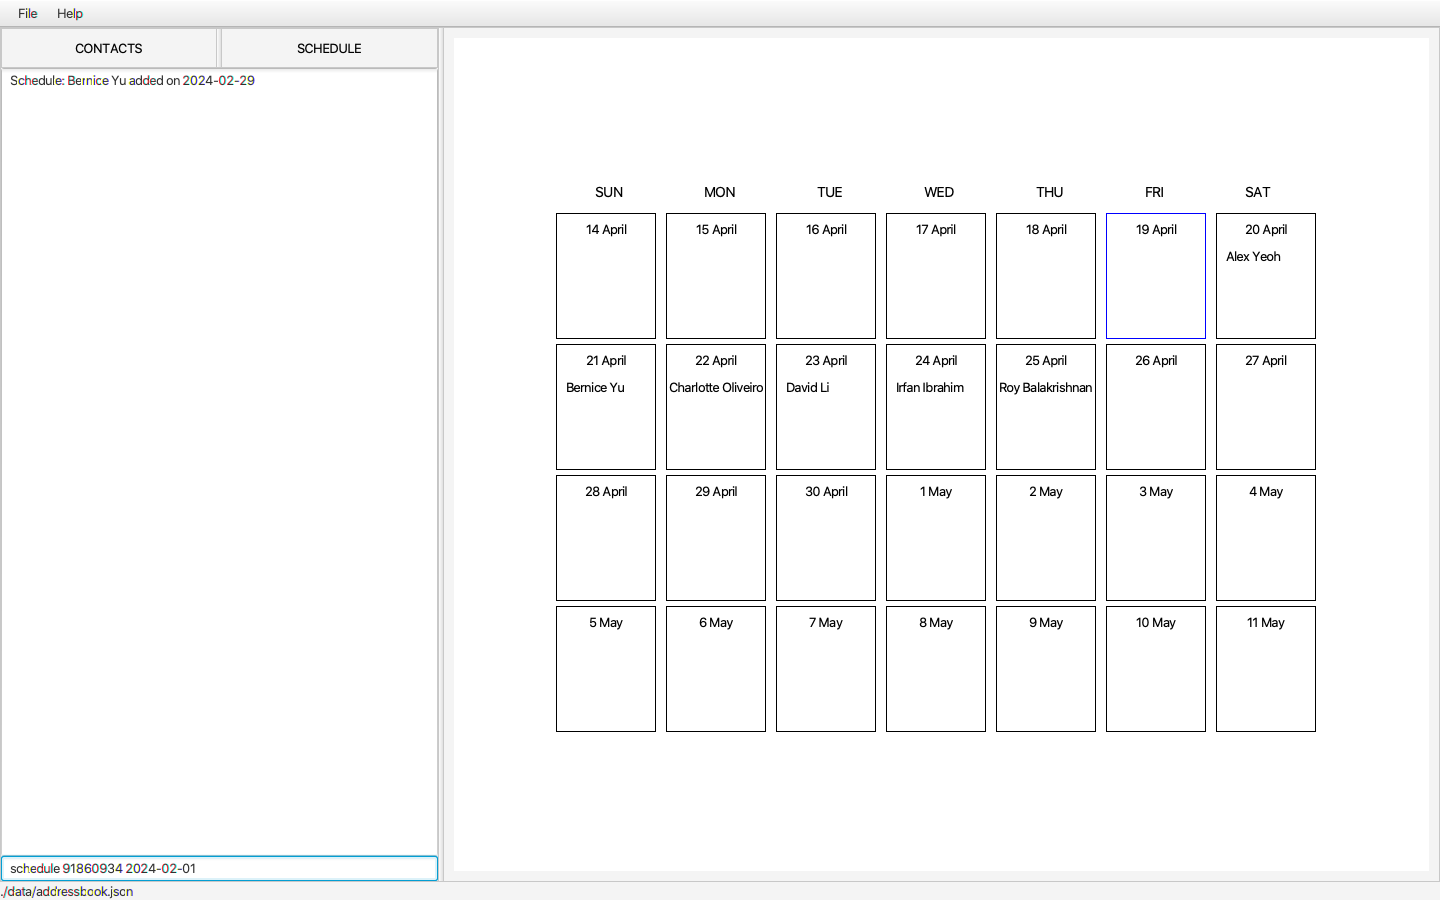 File Help
CONTACTS SCHEDULE
Schedule: Bernice Yu added on 2024-02-29
SUN MON TUE WED THU FRI SAT
14 April 15 April 16 April 17 April 18 April 19 April 20 April
Alex Yeoh
21 April 22 April 23 April 24 April 25 April 26 April 27 April
Bernice Yu Charlotte Oliveiro David Li Irfan Ibrahim Roy Balakrishnan
28 April 29 April 30 April 1 May 2 May 3 May 4 May
5 May 6 May 7 May 8 May 9 May 10 May 11 May
schedule 91860934 2024-02-01
./data/addressbook.json